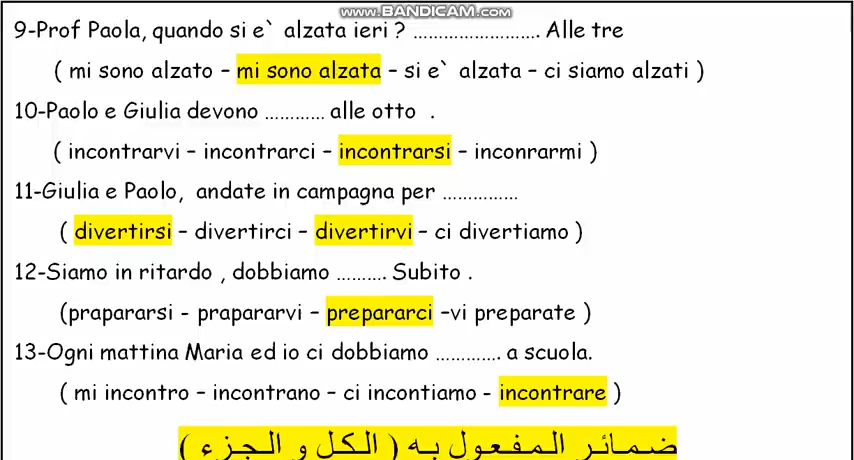 www.BANDICAM.com
9-Prof Paola, quando si e` alzata ieri ? ........................ Alle tre
( mi sono alzato – mi sono alzata – si e` alzata – ci siamo alzati )
10-Paolo e Giulia devono ............ alle otto .
( incontrarvi – incontrarci – incontrarsi – inconrarmi )
11-Giulia e Paolo, andate in campagna per ...............
( divertirsi – divertirci – divertirvi – ci divertiamo )
12-Siamo in ritardo , dobbiamo .......... Subito .
(prapararsi - prapararvi – prepararci –vi preparate )
13-Ogni mattina Maria ed io ci dobbiamo ............. a scuola.
( mi incontro – incontrano – ci incontiamo - incontrare )
ضمائر المفعول به ( الكل و الجزء )